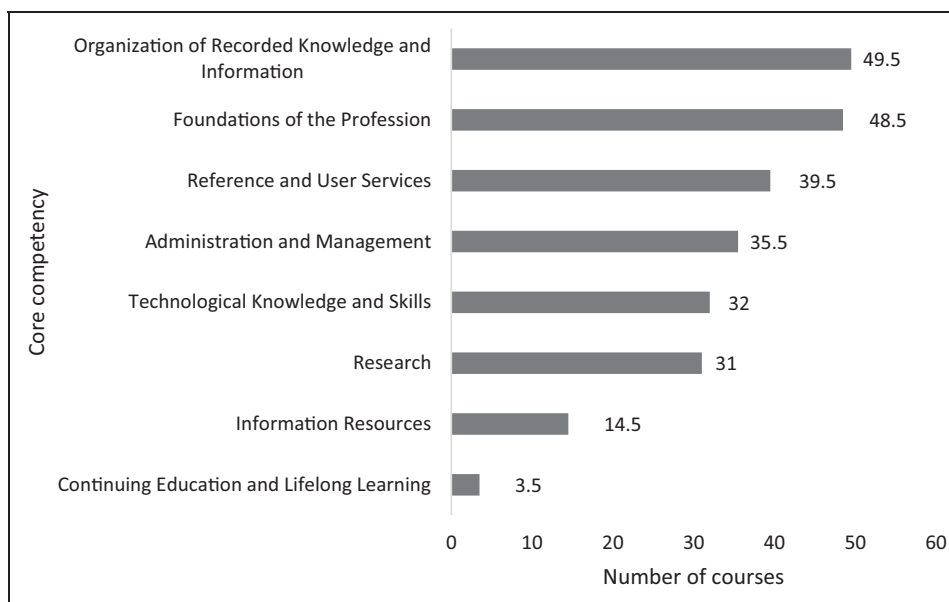 Organization of Recorded Knowledge and
Information
49.5
Foundations of the Profession
48.5
Reference and User Services
39.5
Administration and Management
35.5
Technological Knowledge and Skills
32
Research
31
Information Resources
14.5
Continuing Education and Lifelong Learning
3.5
Core competency
0 10 20 30 40 50 60
Number of courses